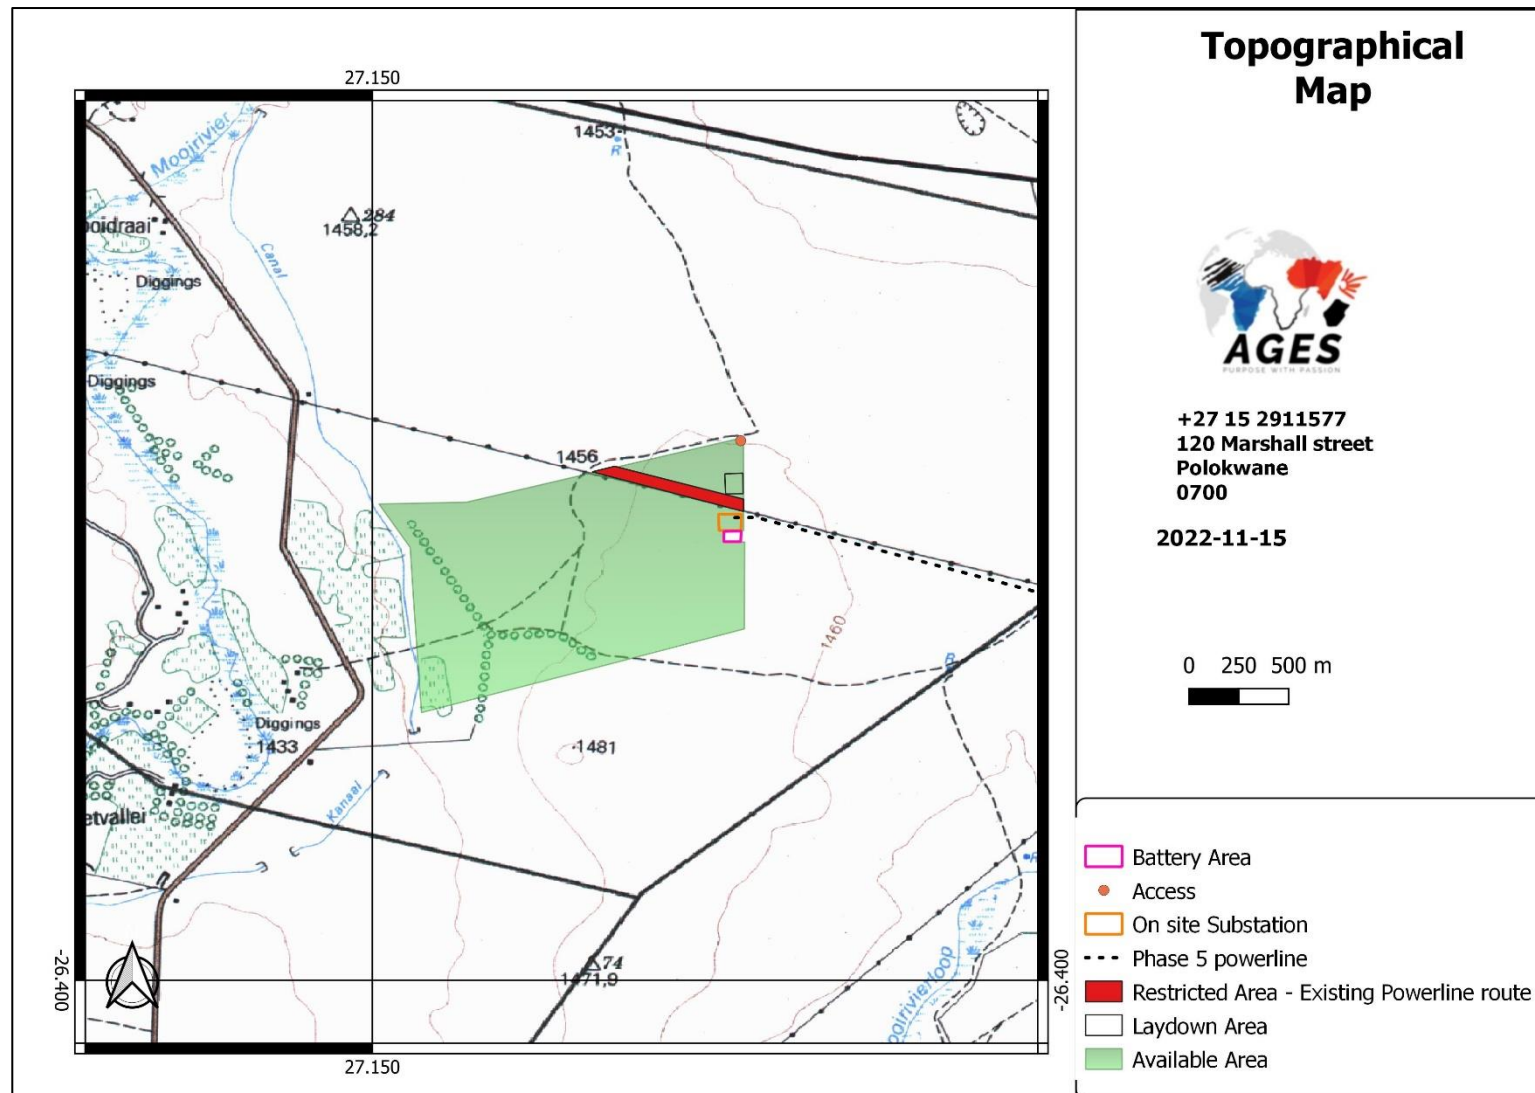 Topographical
Map
27.150
Mooirivier
1453
R
284
1458,2
ooidraai
Canal
Diggings
Diggings
1456
1460
R
Diggings
1433
1481
Kanaal
etvallei
R
74
1471,9
ooirivierloop
-26.400
-26.400
27.150
AGES
PURPOSE WITH PASSION
+27 15 2911577
120 Marshall street
Polokwane
0700
2022-11-15
0 250 500 m
Battery Area
Access
On site Substation
Phase 5 powerline
Restricted Area - Existing Powerline route
Laydown Area
Available Area